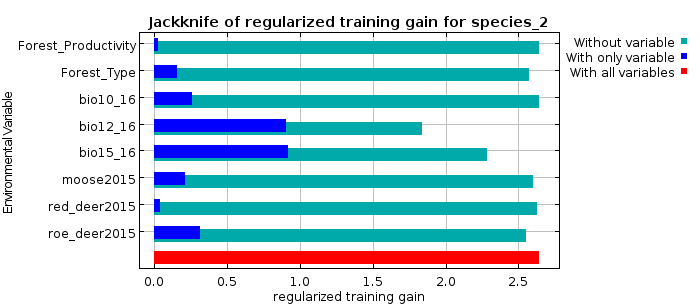 Jackknife of regularized training gain for species_2
Without variable
With only variable
With all variables
Environmental Variable
Forest_Productivity
Forest_Type
bio10_16
bio12_16
bio15_16
moose2015
red_deer2015
roe_deer2015
0.0 0.5 1.0 1.5 2.0 2.5
regularized training gain